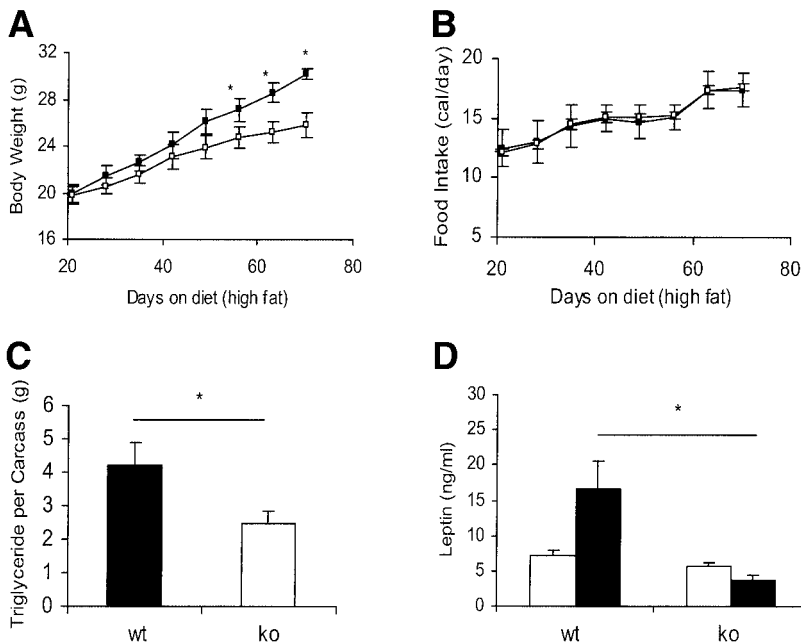 A
Body Weight (g)
32
28
24
20
16
* * *
20 40 60 80
Days on diet (high fat)
B
Food Intake (cal/day)
20
15
10
5
20 40 60 80
Days on diet (high fat)
C
Triglyceride per Carcass (g)
6
5
4
3
2
1
0
*
wt ko
D
Leptin (ng/ml)
30
25
20
15
10
5
0
*
wt ko